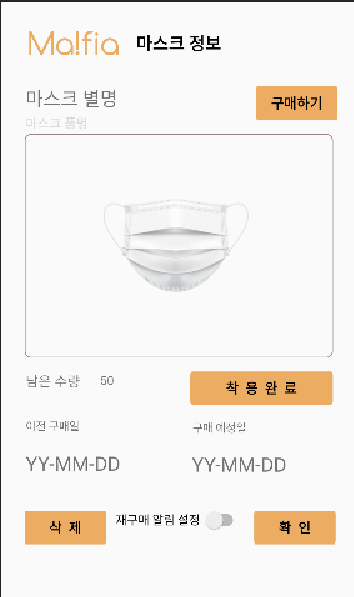 Ma!fia 마스크 정보
마스크 별명
구매하기
마스크 품명
남은 수량 50
착 용 완 료
이전 구매일
구매 예정일
YY-MM-DD
YY-MM-DD
삭 제
재구매 알림 설정
확 인